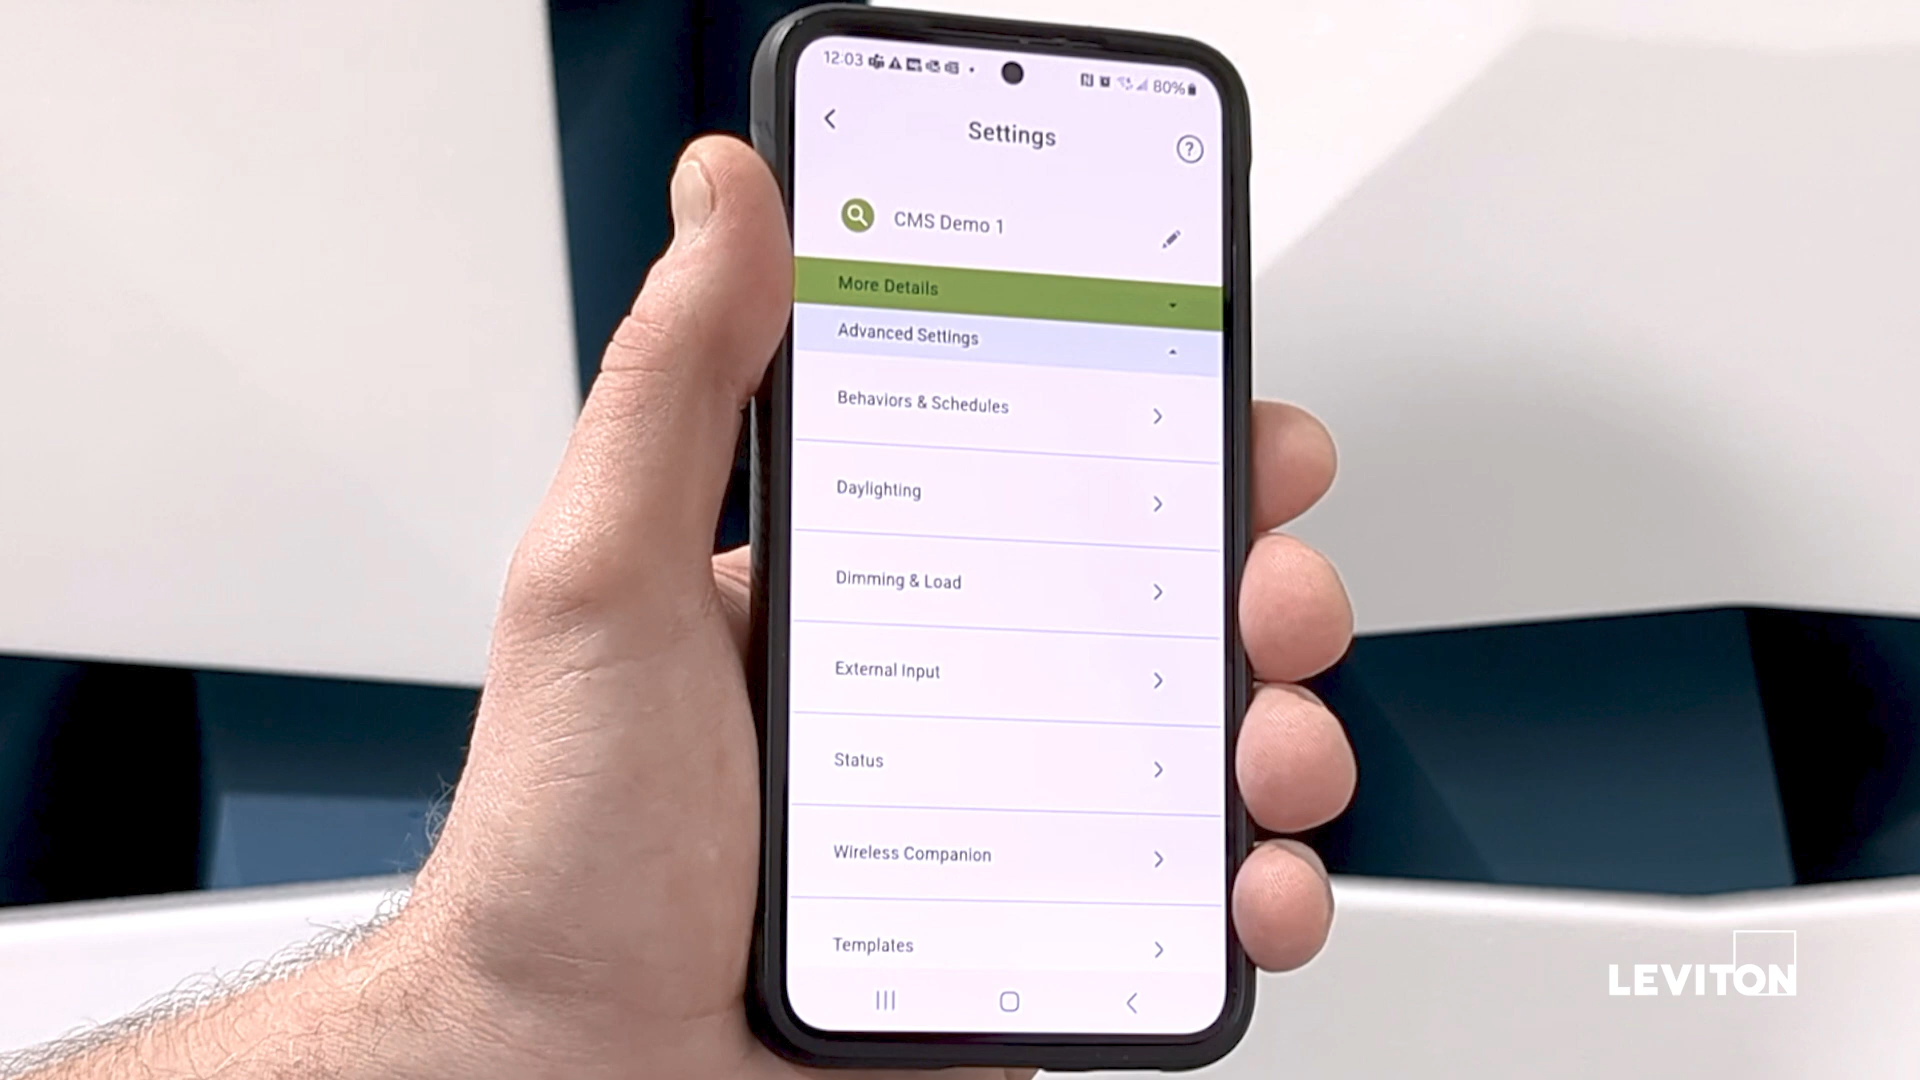 12:03
80%
Settings
?
CMS Demo 1
More Details
Advanced Settings
Behaviors & Schedules
Daylighting
Dimming & Load
External Input
Status
Wireless Companion
Templates
LEVITON